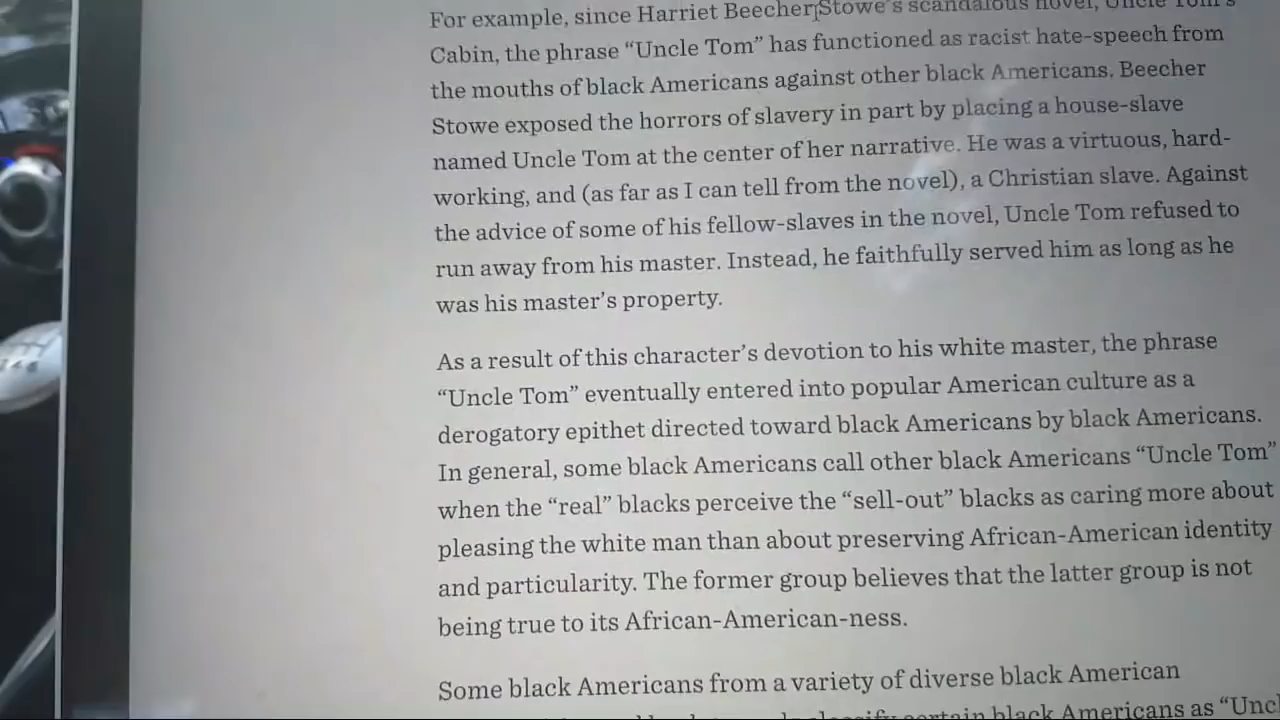 For example, since Harriet Beecher Stowe's scandalous novel, Uncle Tom's
Cabin, the phrase “Uncle Tom” has functioned as racist hate-speech from
the mouths of black Americans against other black Americans. Beecher
Stowe exposed the horrors of slavery in part by placing a house-slave
named Uncle Tom at the center of her narrative. He was a virtuous, hard-
working, and (as far as I can tell from the novel), a Christian slave. Against
the advice of some of his fellow-slaves in the novel, Uncle Tom refused to
run away from his master. Instead, he faithfully served him as long as he
was his master’s property.
As a result of this character’s devotion to his white master, the phrase
“Uncle Tom” eventually entered into popular American culture as a
derogatory epithet directed toward black Americans by black Americans.
In general, some black Americans call other black Americans “Uncle Tom”
when the “real” blacks perceive the “sell-out” blacks as caring more about
pleasing the white man than about preserving African-American identity
and particularity. The former group believes that the latter group is not
being true to its African-American-ness.
Some black Americans from a variety of diverse black American
classify certain black Americans as “Uncl